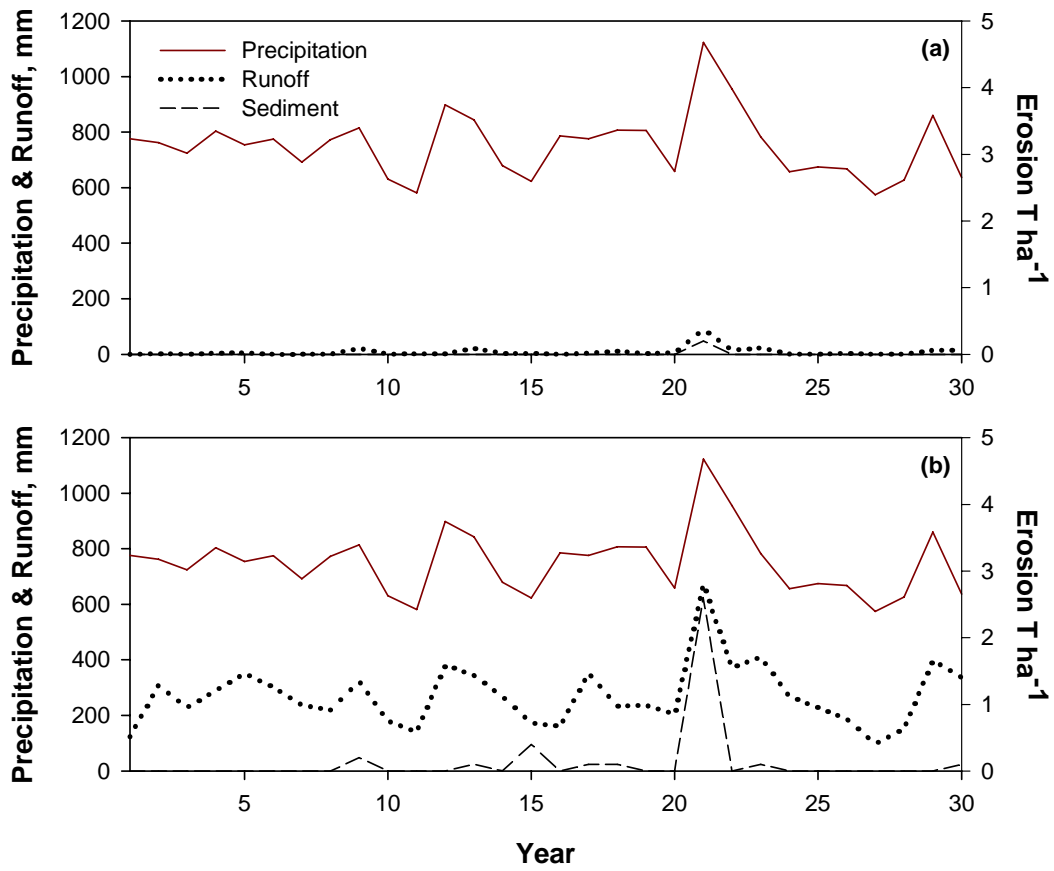 Precipitation & Runoff, mm
1200
1000
800
600
400
200
0
Precipitation
Runoff
Sediment
(a)
5
4
3
2
1
0
Erosion T ha-1
5 10 15 20 25 30
Precipitation & Runoff, mm
1200
1000
800
600
400
200
0
(b)
5
4
3
2
1
0
Erosion T ha-1
5 10 15 20 25 30
Year